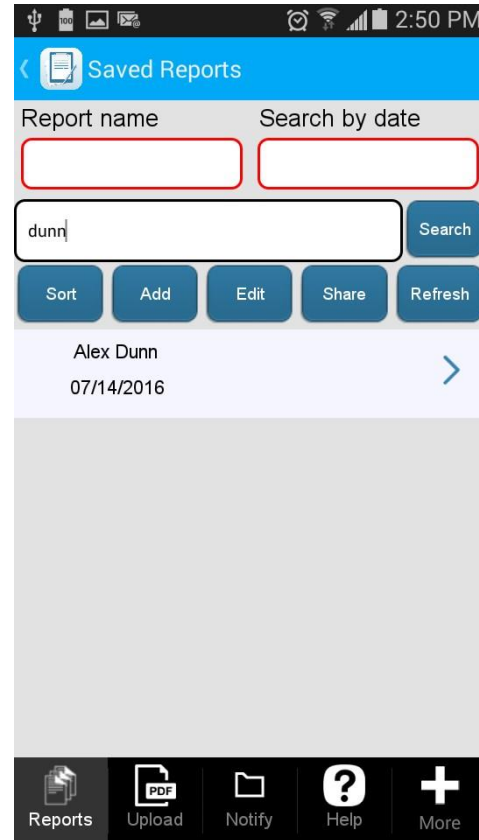 100 2:50 PM
Saved Reports
Report name Search by date
dunn Search
Sort Add Edit Share Refresh
Alex Dunn
07/14/2016
PDF ?
Reports Upload Notify Help More